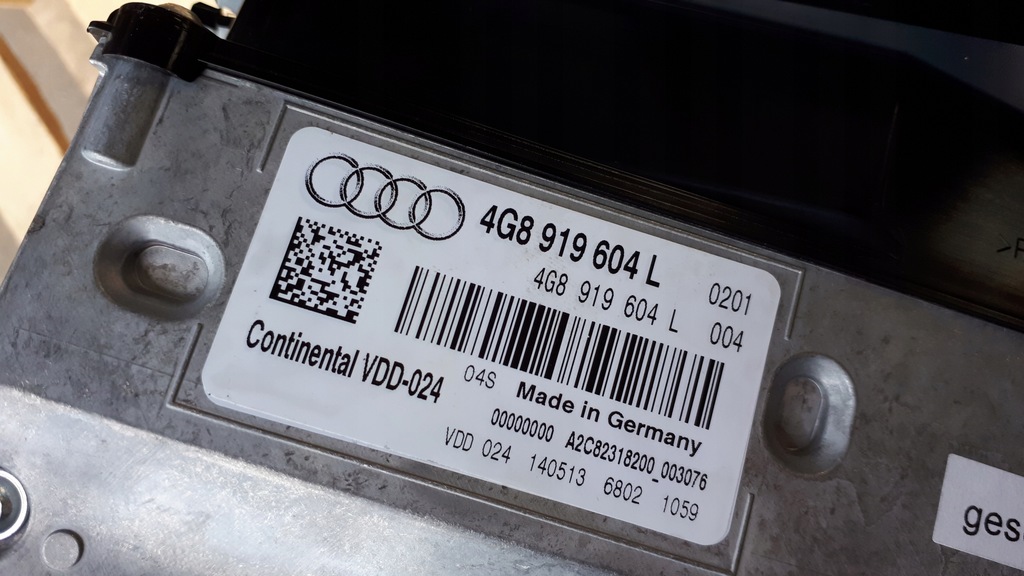 4G8 919 604 L
4G8 919 604 L
0201
004
Continental VDD-024
04S
Made in Germany
00000000 A2C82318200_003076
VDD 024 140513 6802 1059